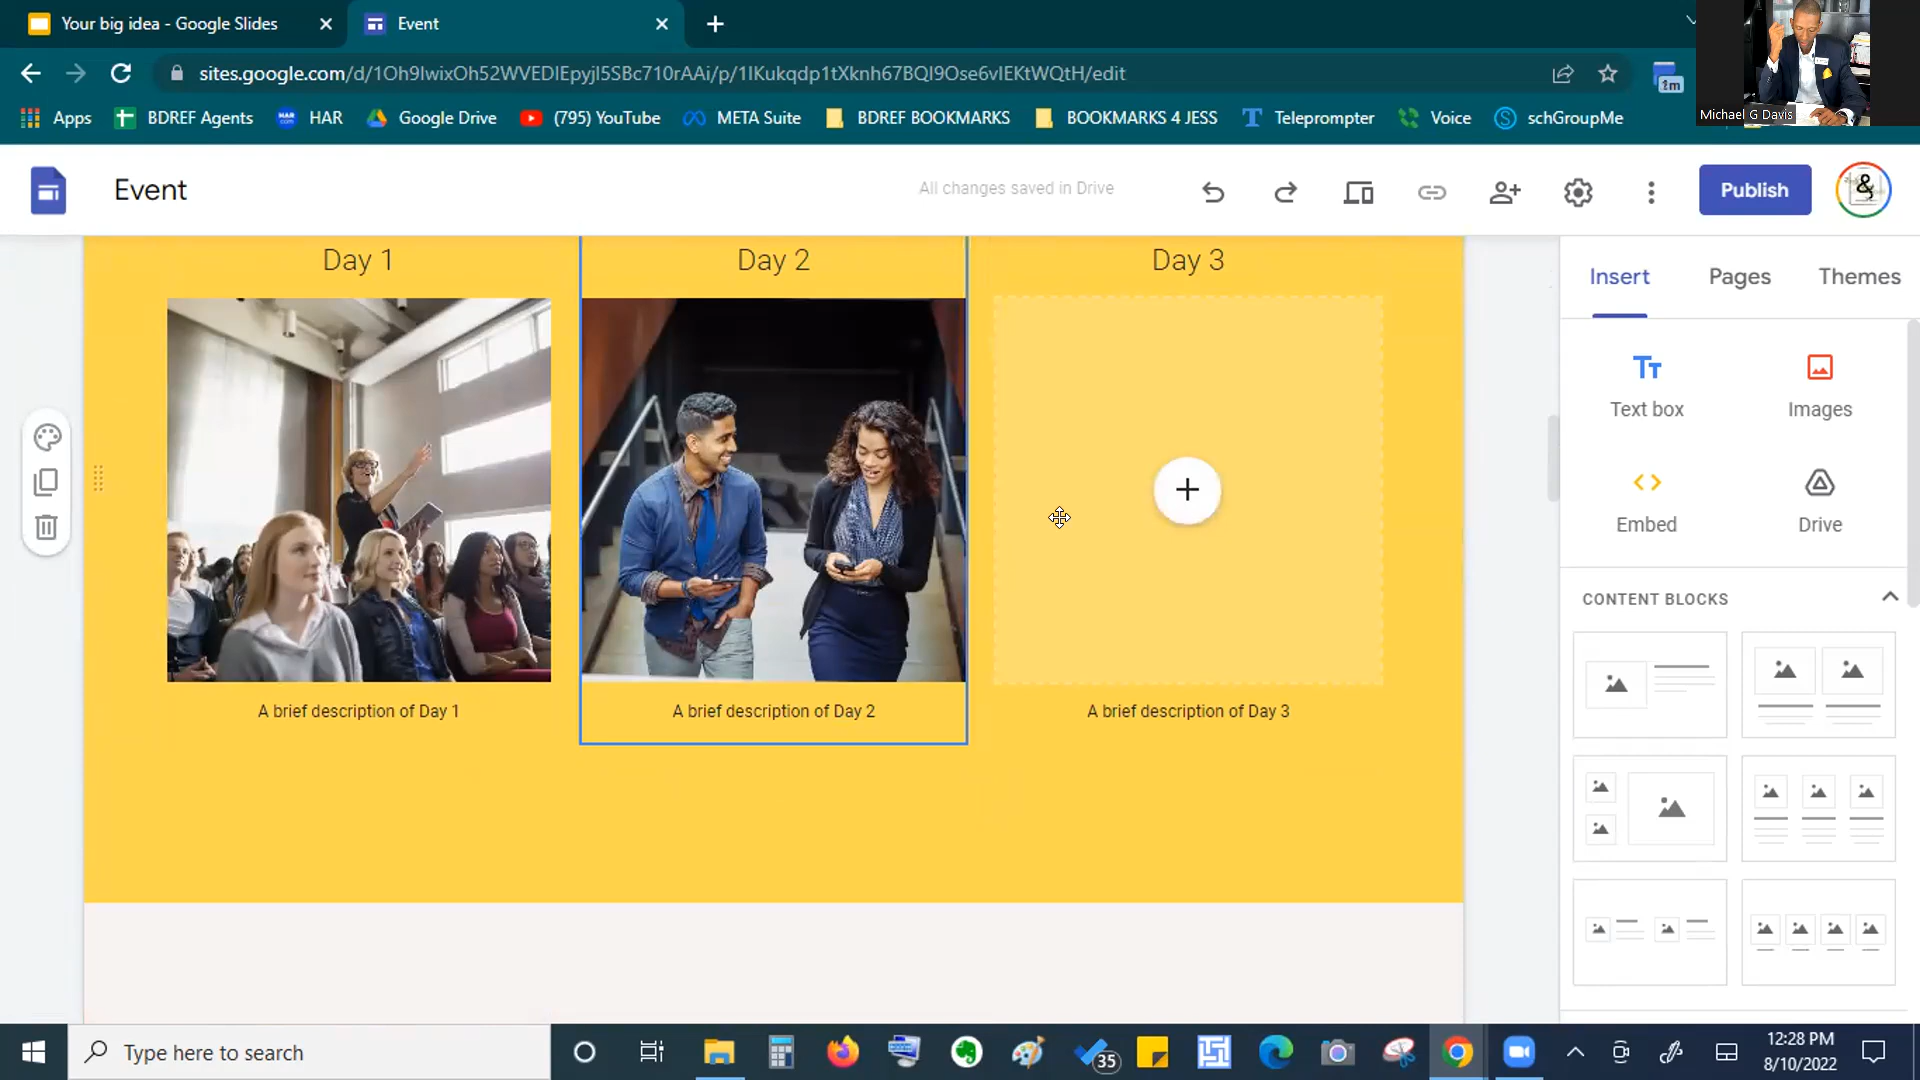 Your big idea - Google Slides
Event
sites.google.com/d/1Oh9IwixOh52WVEDIEpyjI5SBc710rAAi/p/1IKukqdp1tXknh67BQI9Ose6vIEKtWQtH/edit
1m
Apps
BDREF Agents
HAR
Google Drive
(795) YouTube
META Suite
BDREF BOOKMARKS
BOOKMARKS 4 JESS
Teleprompter
Voice
schGroupMe
Michael G Davis
Event
All changes saved in Drive
Publish
&
Insert
Pages
Themes
Day 1
Day 2
Day 3
Text box
Images
Embed
Drive
CONTENT BLOCKS
A brief description of Day 1
A brief description of Day 2
A brief description of Day 3
Type here to search
35
12:28 PM
8/10/2022